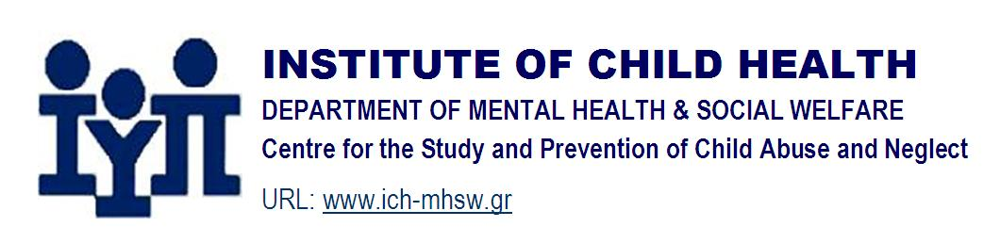 ΙΥΠ
INSTITUTE OF CHILD HEALTH
DEPARTMENT OF MENTAL HEALTH & SOCIAL WELFARE
Centre for the Study and Prevention of Child Abuse and Neglect
URL: www.ich-mhsw.gr